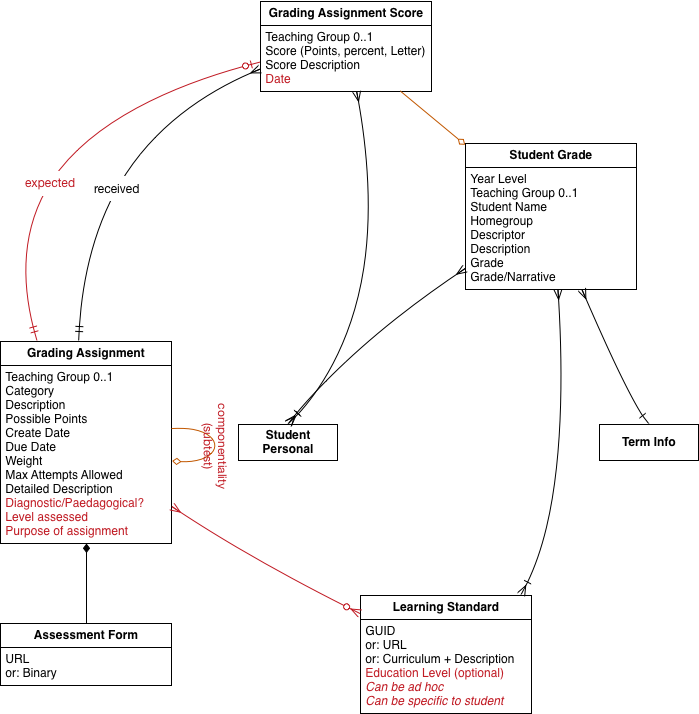 Grading Assignment Score
Teaching Group 0..1
Score (Points, percent, Letter)
Score Description
Date
Student Grade
Year Level
Teaching Group 0..1
Student Name
Homegroup
Descriptor
Description
Grade
Grade/Narrative
expected
received
Grading Assignment
Teaching Group 0..1
Category
Description
Possible Points
Create Date
Due Date
Weight
Max Attempts Allowed
Detailed Description
Diagnostic/Paedagogical?
Level assessed
Purpose of assignment
componentiality
(subtest)
Student
Personal
Term Info
Assessment Form
URL
or: Binary
Learning Standard
GUID
or: URL
or: Curriculum + Description
Education Level (optional)
Can be ad hoc
Can be specific to student